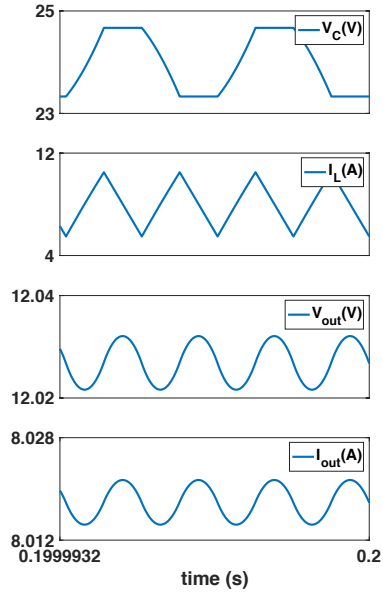 25
V_C(V)
23
12
I_L(A)
4
12.04
V_out(V)
12.02
8.028
I_out(A)
8.012
0.1999932 0.2
time (s)